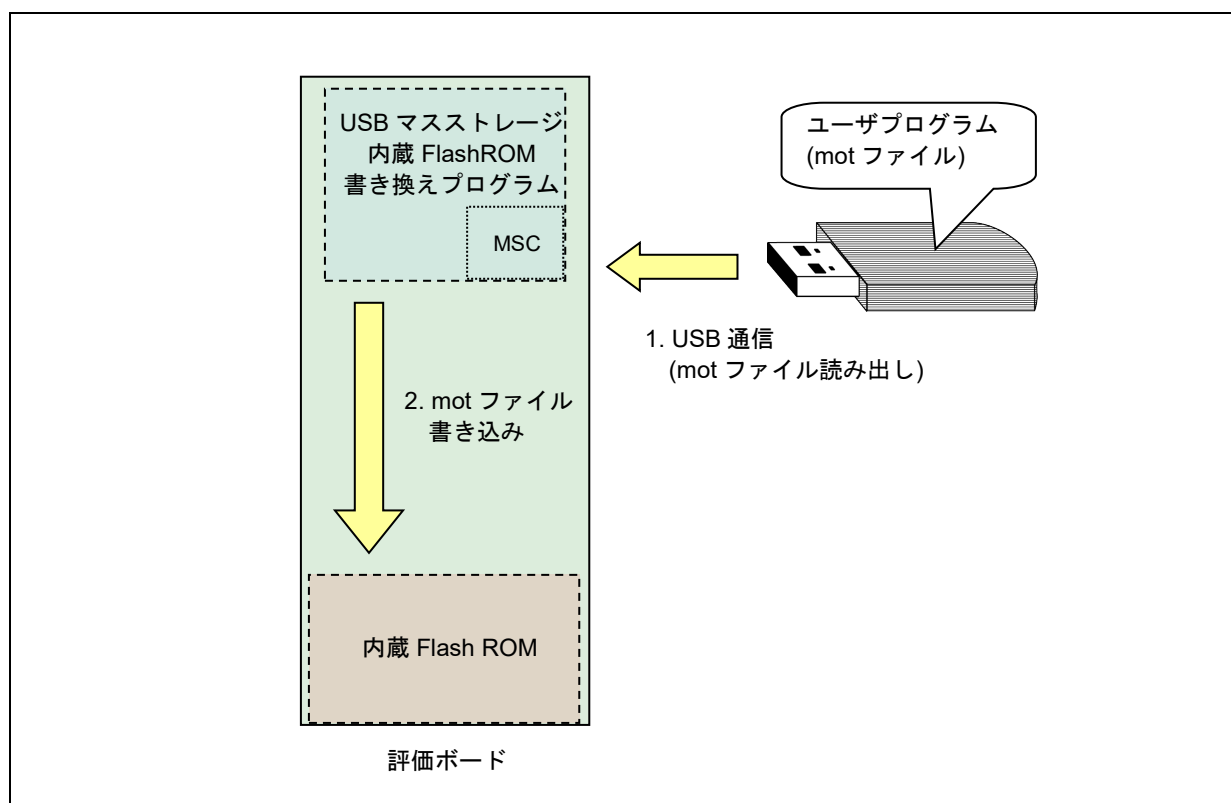 USB マスストレージ
内蔵 FlashROM
書き換えプログラム
MSC
ユーザプログラム
(mot ファイル)
1. USB 通信
(mot ファイル読み出し)
2. mot ファイル
書き込み
内蔵 Flash ROM
評価ボード